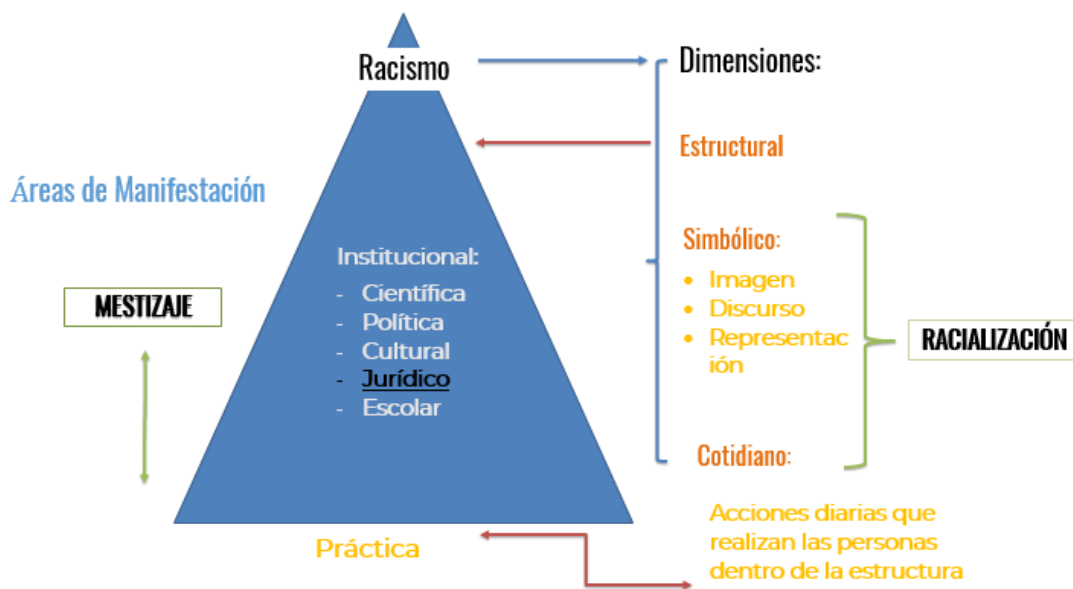 Racismo
Dimensiones:
Estructural
Áreas de Manifestación
Simbólico:
• Imagen
• Discurso
• Representac
ión
Institucional:
- Científica
- Política
- Cultural
- Jurídico
- Escolar
MESTIZAJE
RACIALIZACIÓN
Cotidiano:
Acciones diarias que
realizan las personas
dentro de la estructura
Práctica